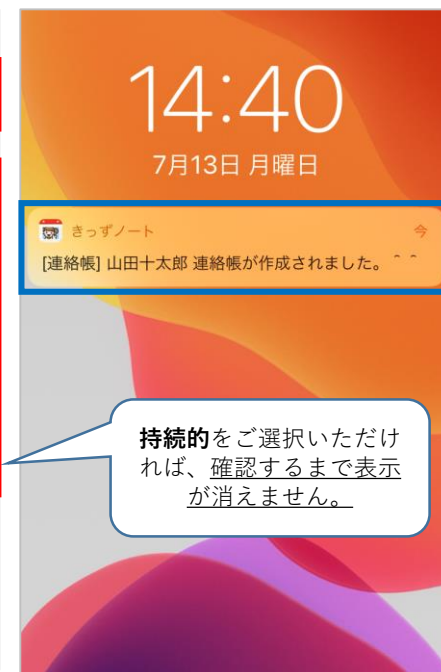 14:40
7月13日 月曜日
きっずノート 今
[連絡帳] 山田十太郎 連絡帳が作成されました。 ^ ^
持続的をご選択いただけ
れば、確認するまで表示
が消えません。